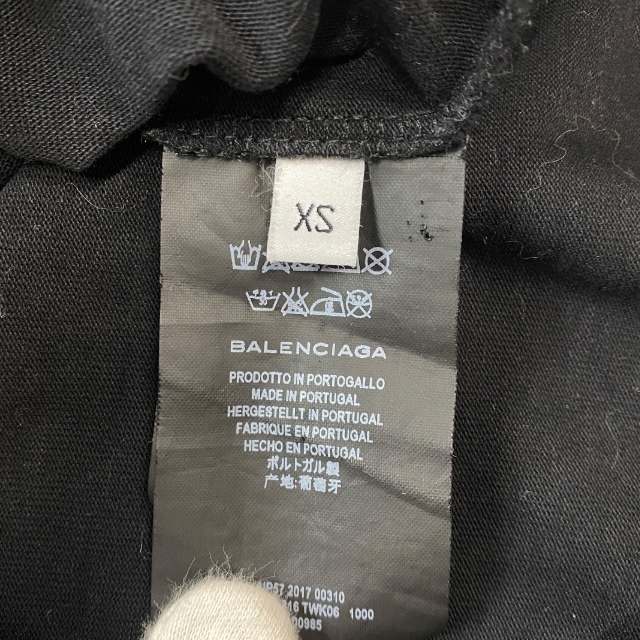 XS
BALENCIAGA
PRODOTTO IN PORTOGALLO
MADE IN PORTUGAL
HERGESTELLT IN PORTUGAL
FABRIQUE EN PORTUGAL
HECHO EN PORTUGAL
ポルトガル製
产地:葡萄牙
2017 00310
TWK06 1000
00985